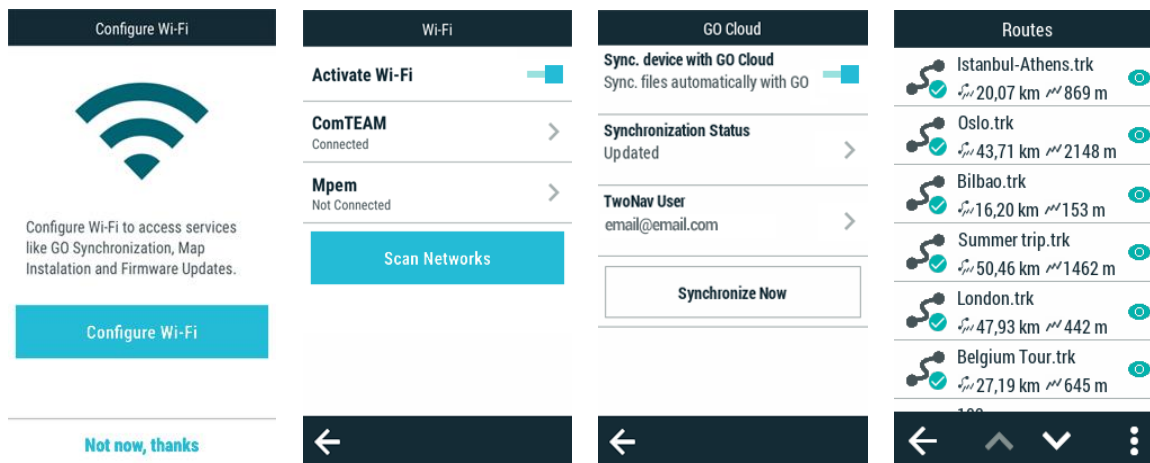 Configure Wi-Fi
Configure Wi-Fi to access services
like GO Synchronization, Map
Instalation and Firmware Updates.
Configure Wi-Fi
Not now, thanks
Wi-Fi
Activate Wi-Fi
ComTEAM
Connected
Mpem
Not Connected
Scan Networks
GO Cloud
Sync. device with GO Cloud
Sync. files automatically with GO
Synchronization Status
Updated
TwoNav User
email@email.com
Synchronize Now
Routes
Istanbul-Athens.trk
20,07 km 869 m
Oslo.trk
43,71 km 2148 m
Bilbao.trk
16,20 km 153 m
Summer trip.trk
50,46 km 1462 m
London.trk
47,93 km 442 m
Belgium Tour.trk
27,19 km 645 m